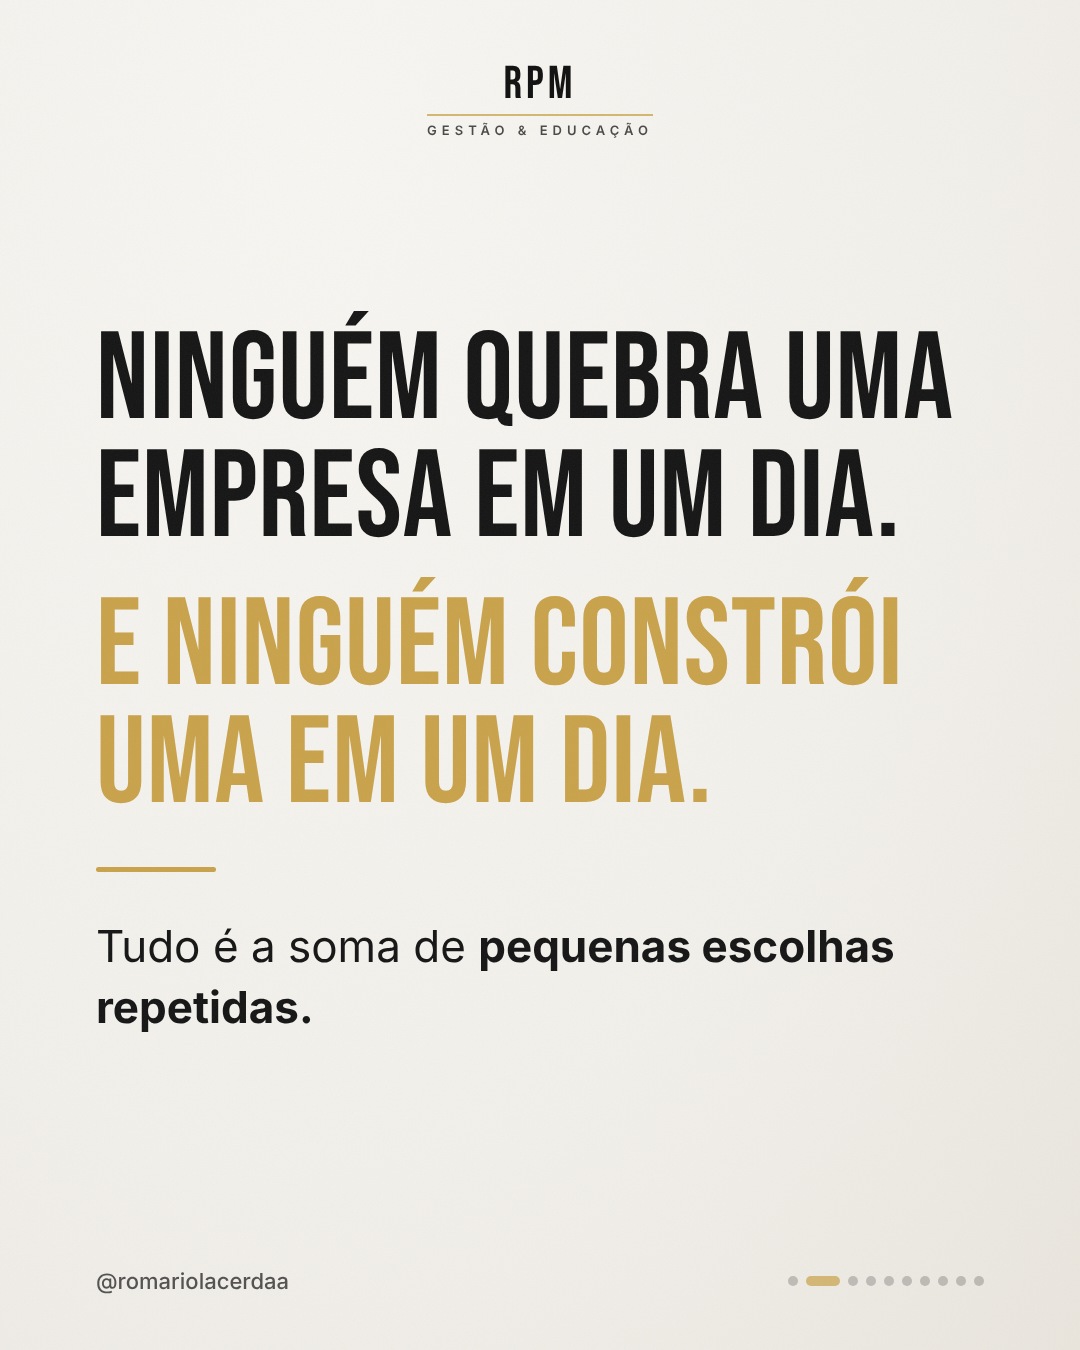 RPM
GESTÃO & EDUCAÇÃO
NINGUÉM QUEBRA UMA
EMPRESA EM UM DIA.
E NINGUÉM CONSTRÓI
UMA EM UM DIA.
Tudo é a soma de pequenas escolhas
repetidas.
@romariolacerdaa